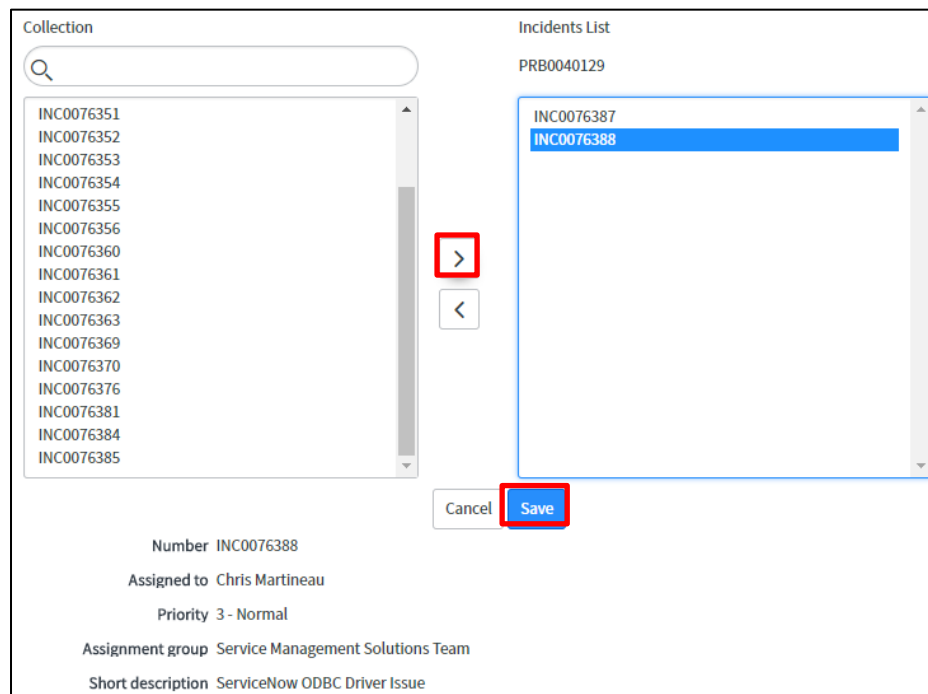 Collection
INC0076351
INC0076352
INC0076353
INC0076354
INC0076355
INC0076356
INC0076360
INC0076361
INC0076362
INC0076363
INC0076369
INC0076370
INC0076376
INC0076381
INC0076384
INC0076385
Incidents List
PRB0040129
INC0076387
INC0076388
Cancel Save
Number INC0076388
Assigned to Chris Martineau
Priority 3 - Normal
Assignment group Service Management Solutions Team
Short description ServiceNow ODBC Driver Issue